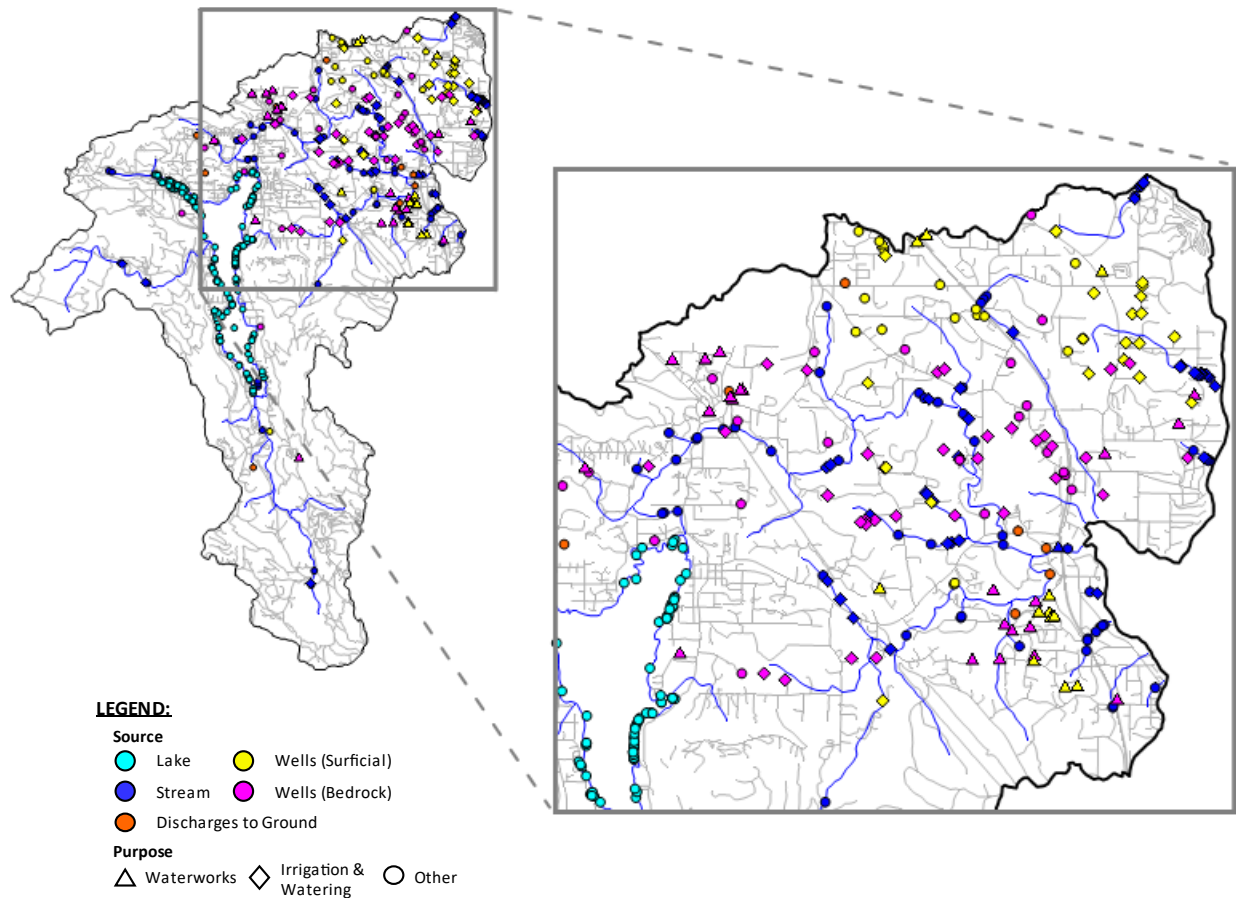 LEGEND:
Source
Lake
Wells (Surficial)
Stream
Wells (Bedrock)
Discharges to Ground
Purpose
Waterworks
Irrigation &
Watering
Other